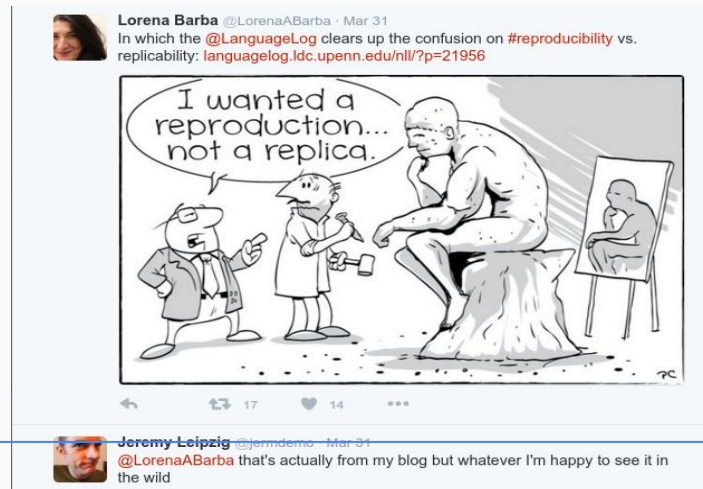 Lorena Barba @LorenaABarba · Mar 31
In which the @LanguageLog clears up the confusion on #reproducibility vs.
replicability: languagelog.ldc.upenn.edu/nll/?p=21956
I wanted a
reproduction...
not a replica.
PC
17 14
Jeremy Leipzig @jermdemo · Mar 31
@LorenaABarba that's actually from my blog but whatever I'm happy to see it in
the wild